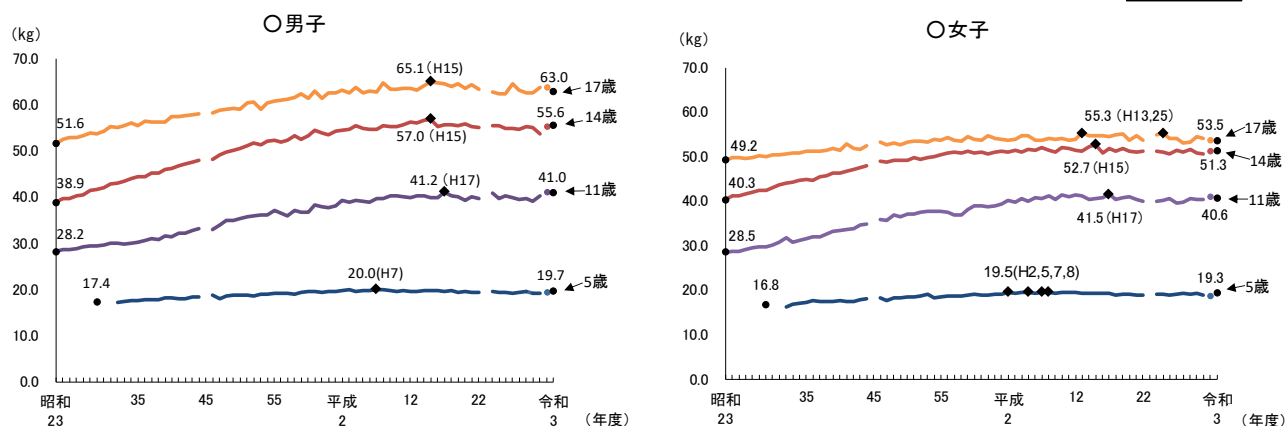 ○男子
(kg)
70.0
60.0
50.0
40.0
30.0
20.0
10.0
0.0
51.6
65.1(H15)
63.0
17歳
38.9
57.0(H15)
55.6
14歳
28.2
41.2(H17)
41.0
11歳
17.4
20.0(H7)
19.7
5歳
昭和
23
35
45
55
平成
2
12
22
令和
3
(年度)
○女子
(kg)
70.0
60.0
50.0
40.0
30.0
20.0
10.0
0.0
49.2
55.3(H13,25)
53.5
17歳
40.3
52.7(H15)
51.3
14歳
28.5
41.5(H17)
40.6
11歳
16.8
19.5(H2,5,7,8)
19.3
5歳
昭和
23
35
45
55
平成
2
12
22
令和
3
(年度)